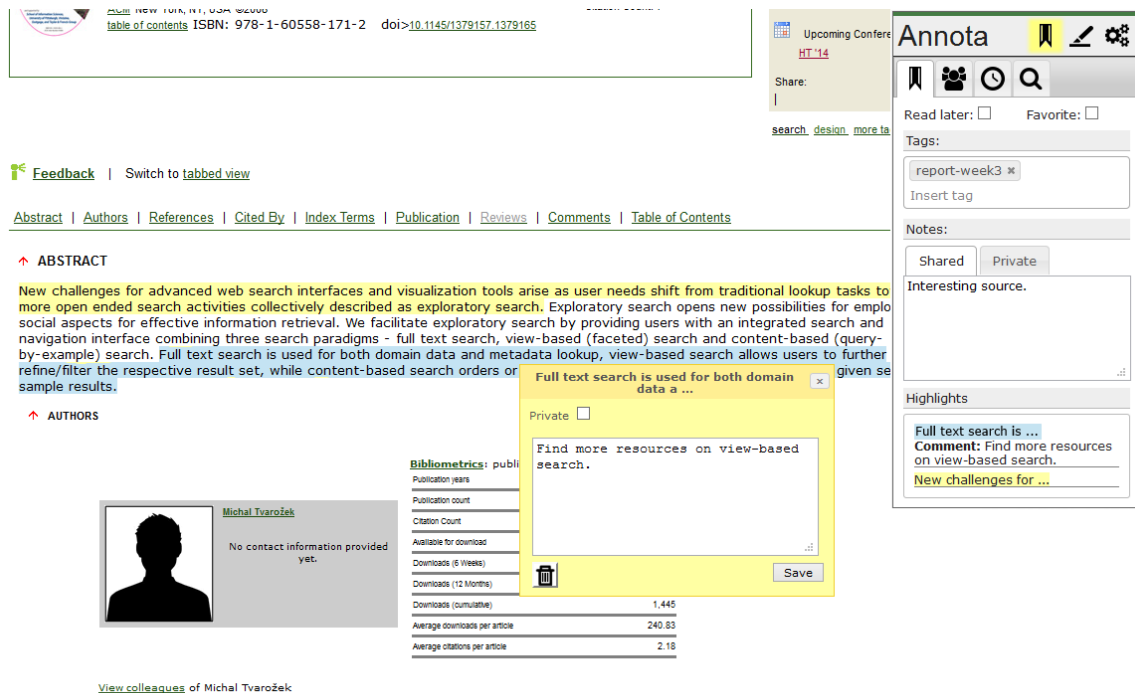 ACM New York, NY, USA ©2008
table of contents ISBN: 978-1-60558-171-2 doi>10.1145/1379157.1379165
Upcoming Confere
HT '14
Share:
search design more ta
Feedback | Switch to tabbed view
Abstract | Authors | References | Cited By | Index Terms | Publication | Reviews | Comments | Table of Contents
ABSTRACT
New challenges for advanced web search interfaces and visualization tools arise as user needs shift from traditional lookup tasks to
more open ended search activities collectively described as exploratory search. Exploratory search opens new possibilities for emplo
social aspects for effective information retrieval. We facilitate exploratory search by providing users with an integrated search and
navigation interface combining three search paradigms - full text search, view-based (faceted) search and content-based (query-
by-example) search. Full text search is used for both domain data and metadata lookup, view-based search allows users to further
refine/filter the respective result set, while content-based search orders or given se
sample results.
AUTHORS
Bibliometrics: publi
Publication years
Publication count
Citation Count
Available for download
Downloads (6 Weeks)
Downloads (12 Months)
Downloads (cumulative) 1,445
Average downloads per article 240.83
Average citations per article 2.18
Michal Tvarožek
No contact information provided
yet.
View colleagues of Michal Tvarožek
Full text search is used for both domain
data a ...
Private
Find more resources on view-based
search.
Save
Annota
Read later: Favorite:
Tags:
report-week3
Insert tag
Notes:
Shared Private
Interesting source.
Highlights
Full text search is ...
Comment: Find more resources
on view-based search.
New challenges for ...